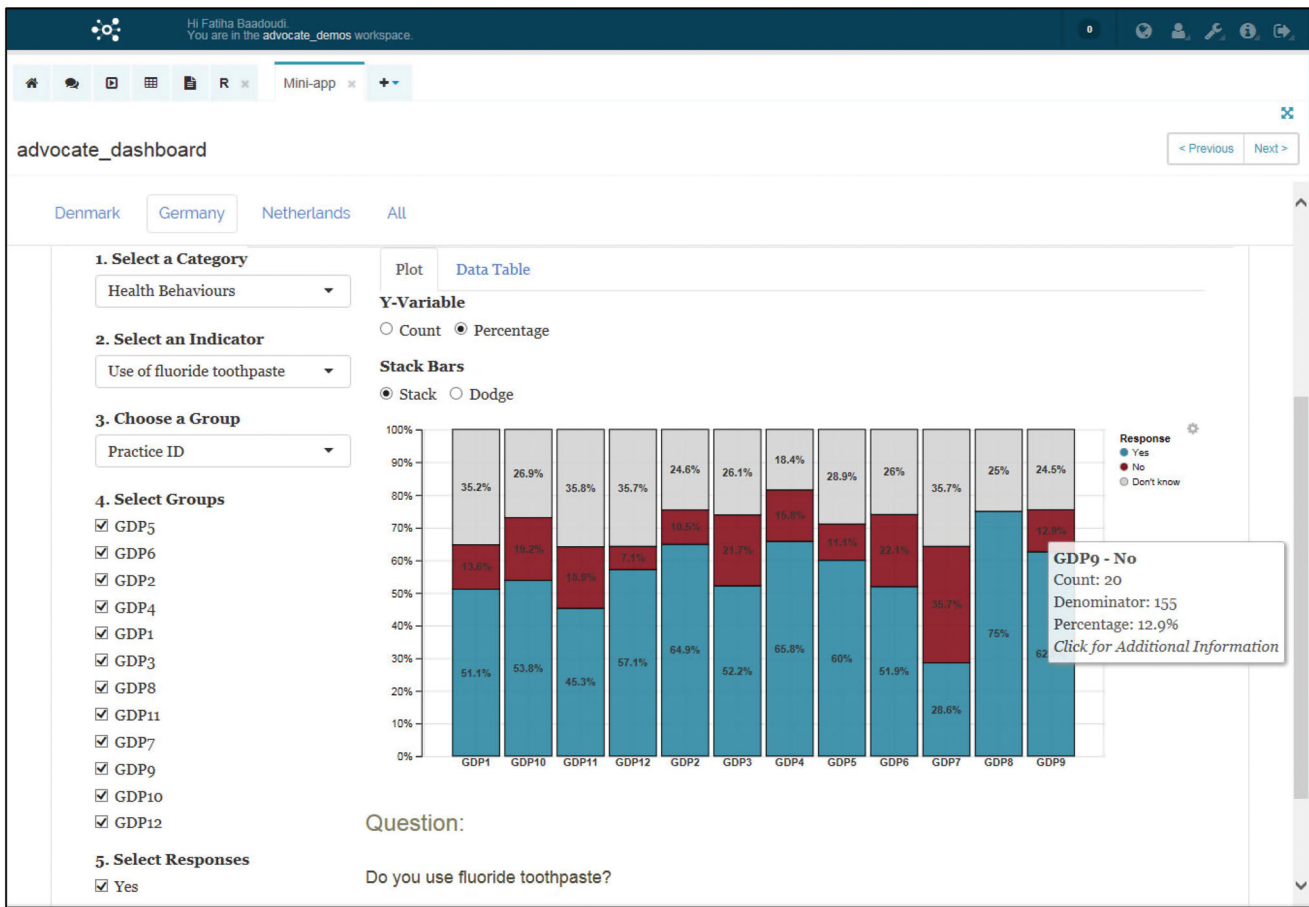 Hi Fatiha Baadoudi.
You are in the advocate_demos workspace.
0
R
Mini-app
advocate_dashboard
< Previous
Next >
Denmark
Germany
Netherlands
All
1. Select a Category
Health Behaviours
2. Select an Indicator
Use of fluoride toothpaste
3. Choose a Group
Practice ID
4. Select Groups
GDP5
GDP6
GDP2
GDP4
GDP1
GDP3
GDP8
GDP11
GDP7
GDP9
GDP10
GDP12
5. Select Responses
Yes
Plot
Data Table
Y-Variable
Count
Percentage
Stack Bars
Stack
Dodge
100%
90%
80%
70%
60%
50%
40%
30%
20%
10%
0%
35.2%
26.9%
35.8%
35.7%
24.6%
26.1%
18.4%
28.9%
26%
35.7%
25%
24.5%
13.6%
19.2%
18.9%
7.1%
10.5%
21.7%
15.8%
11.1%
22.1%
35.7%
12.9%
51.1%
53.8%
45.3%
57.1%
64.9%
52.2%
65.8%
60%
51.9%
28.6%
75%
GDP1
GDP10
GDP11
GDP12
GDP2
GDP3
GDP4
GDP5
GDP6
GDP7
GDP8
GDP9
Response
Yes
No
Don't know
GDP9 - No
Count: 20
Denominator: 155
Percentage: 12.9%
Click for Additional Information
Question:
Do you use fluoride toothpaste?